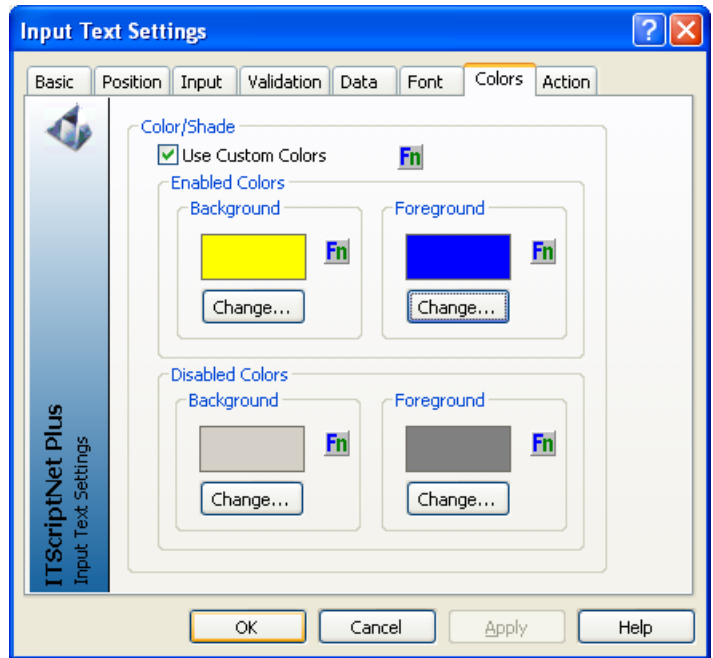 Input Text Settings
Basic Position Input Validation Data Font Colors Action
Color/Shade
Use Custom Colors Fn
Enabled Colors
Background Foreground
Fn Fn
Change... Change...
Disabled Colors
Background Foreground
Fn Fn
Change... Change...
ITScriptNet Plus
Input Text Settings
OK Cancel Apply Help